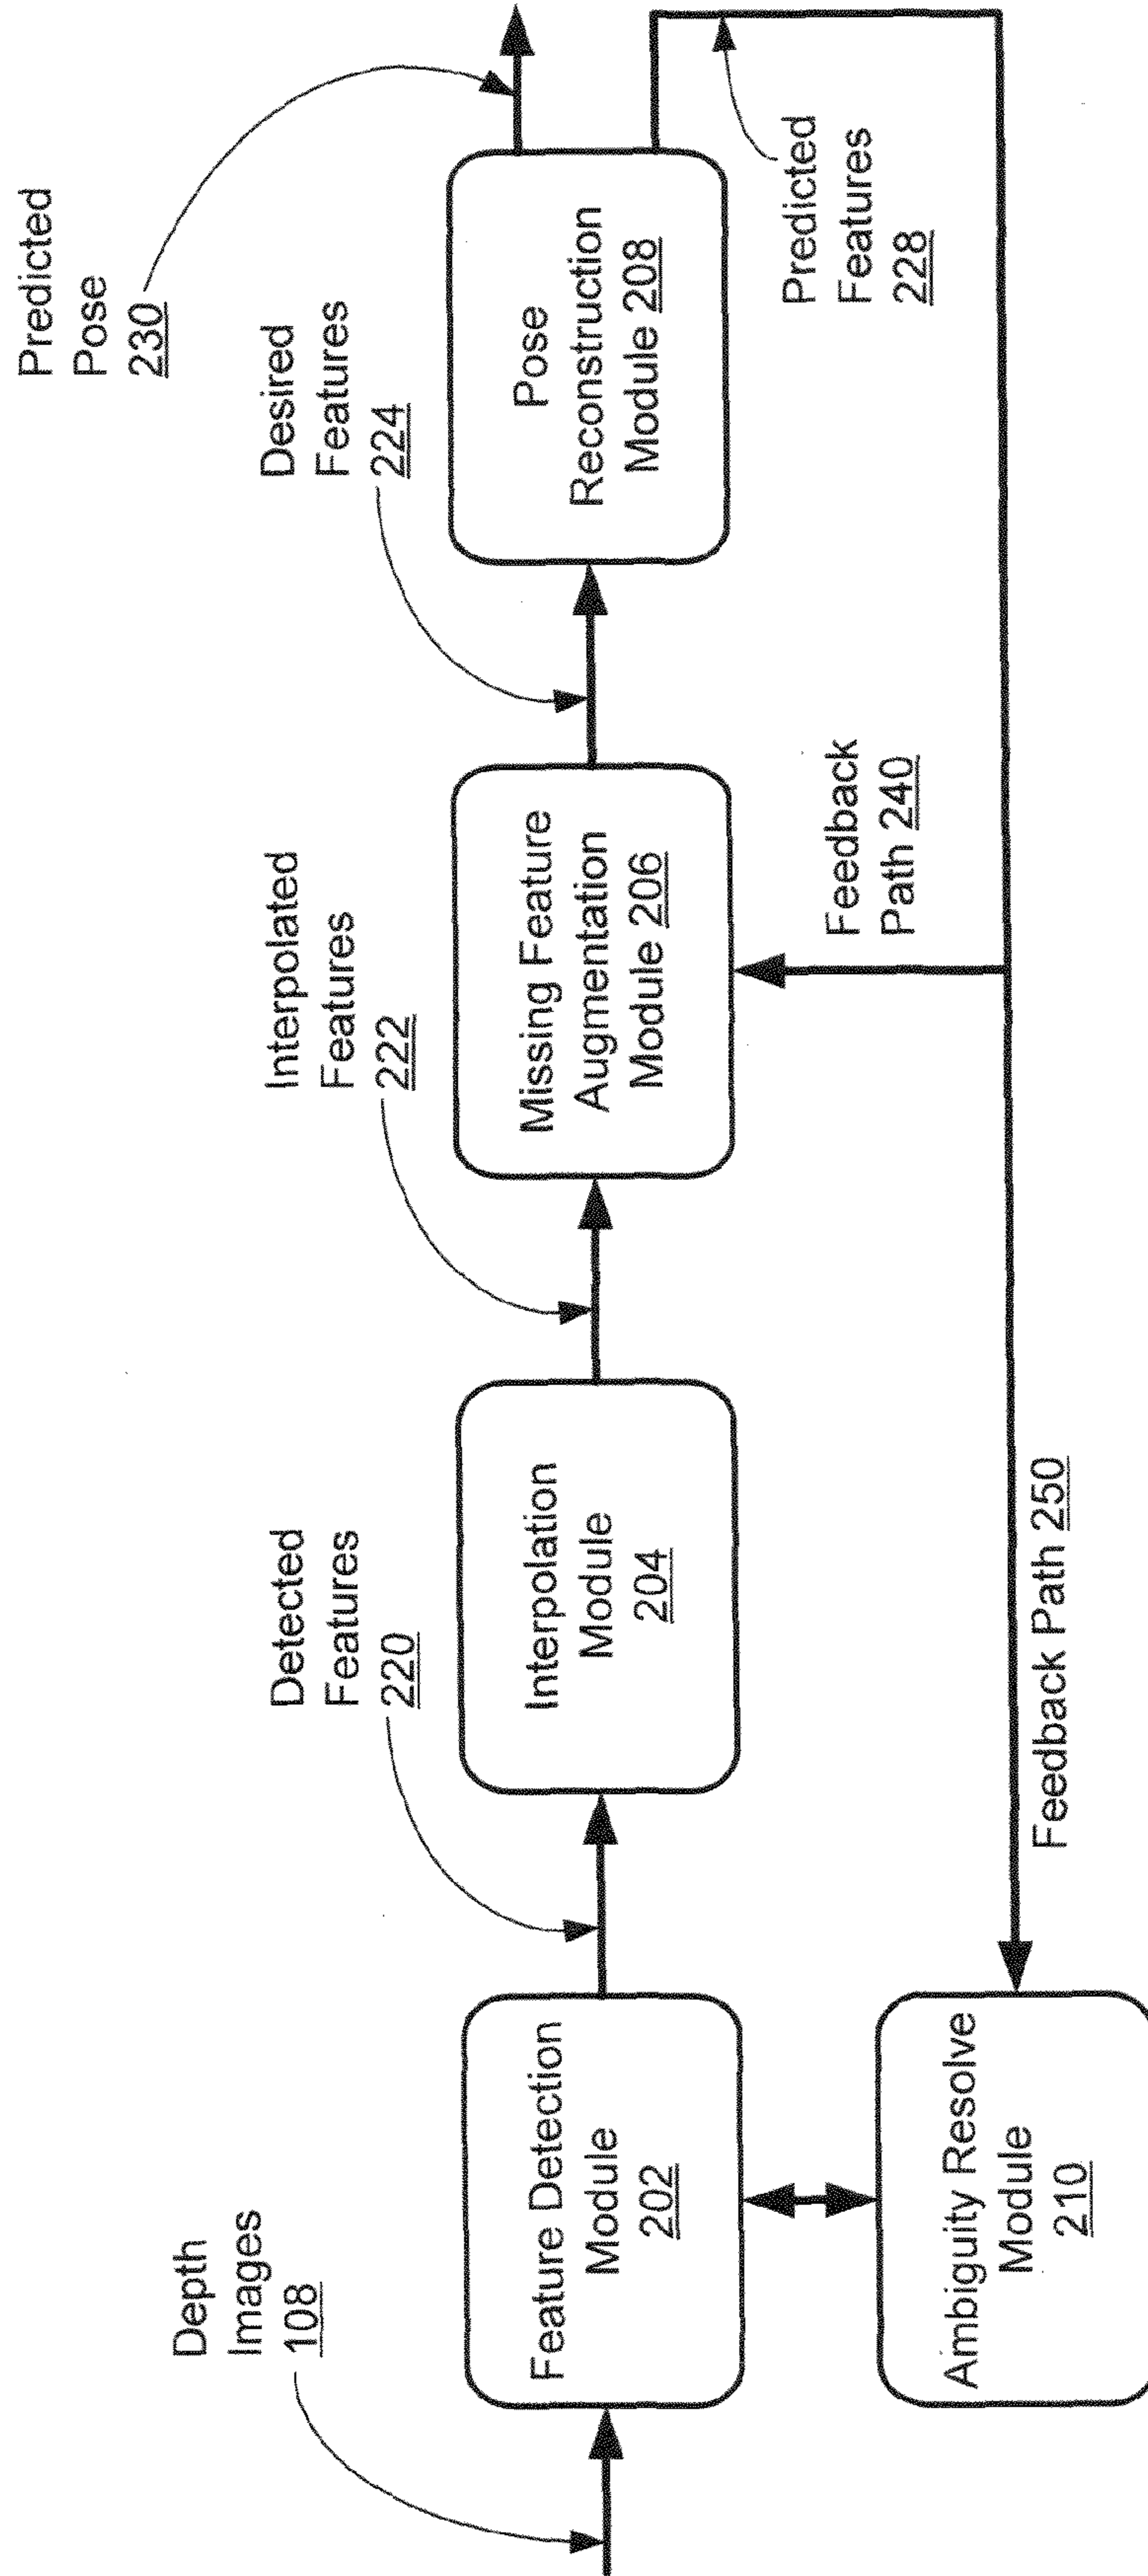 Depth
Images
108
Feature Detection
Module
202
Ambiguity Resolve
Module
210
Detected
Features
220
Interpolation
Module
204
Feedback Path 250
Interpolated
Features
222
Missing Feature
Augmentation
Module 206
Feedback
Path 240
Desired
Features
224
Pose
Reconstruction
Module 208
Predicted
Pose
230
Predicted
Features
228